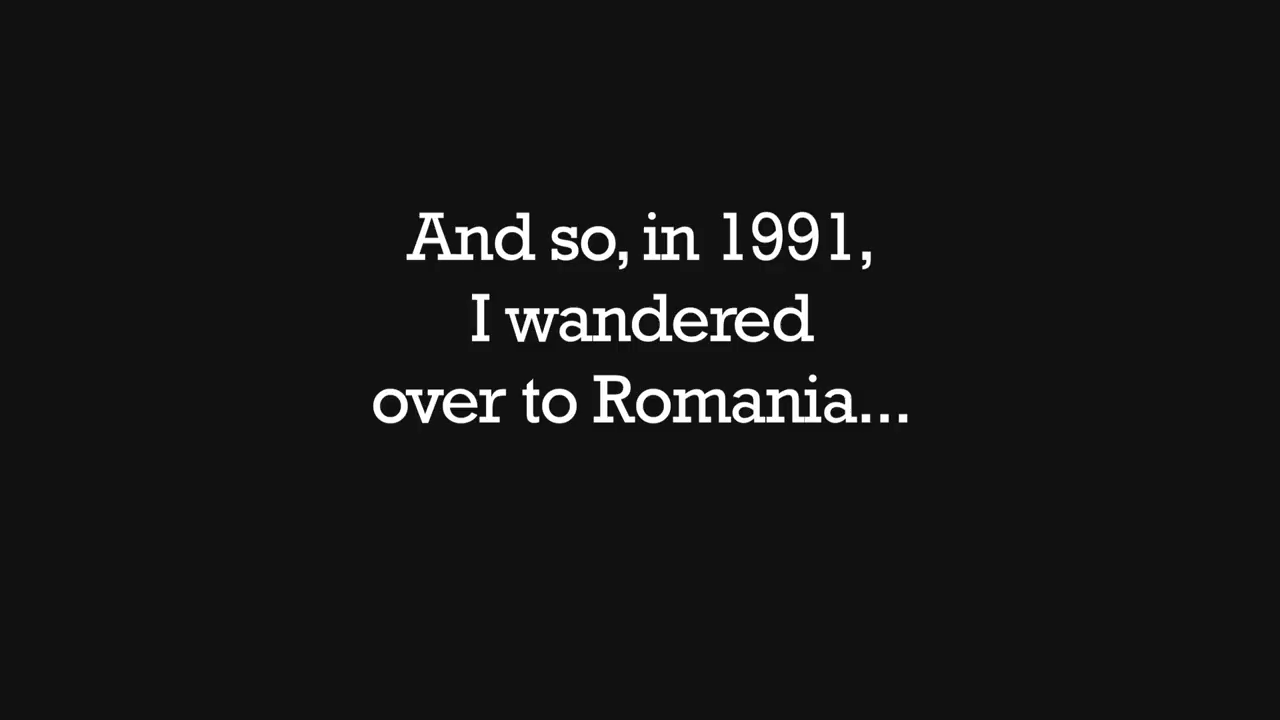 And so, in 1991,
I wandered
over to Romania...